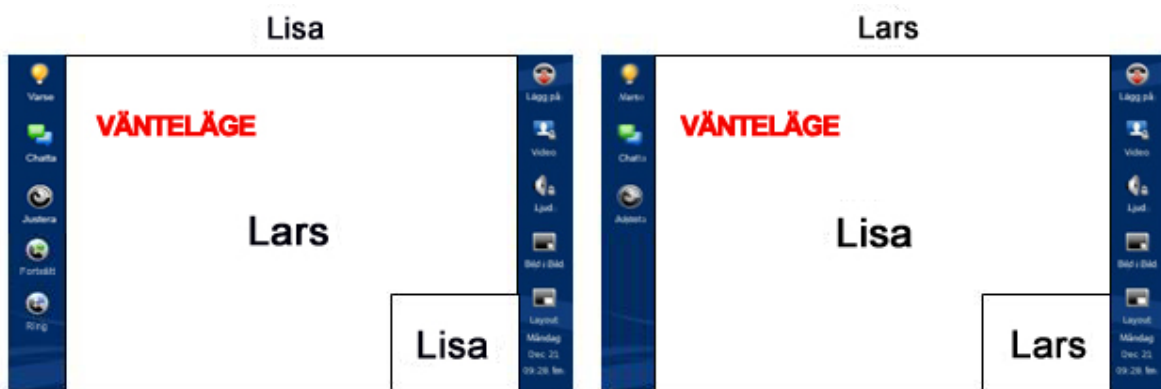 Lisa
Varse
Chatta
Justera
Fortsätt
Ring
VÄNTELÄGE
Lars
Lisa
Lägg på
Video
Ljud
Bild i Bild
Layout
Måndag
Dec 21
09:28 fm
Lars
Chatta
Justera
VÄNTELÄGE
Lisa
Lars
Lägg på
Video
Ljud
Bild i Bild
Layout
Måndag
Dec 21
09:28 fm